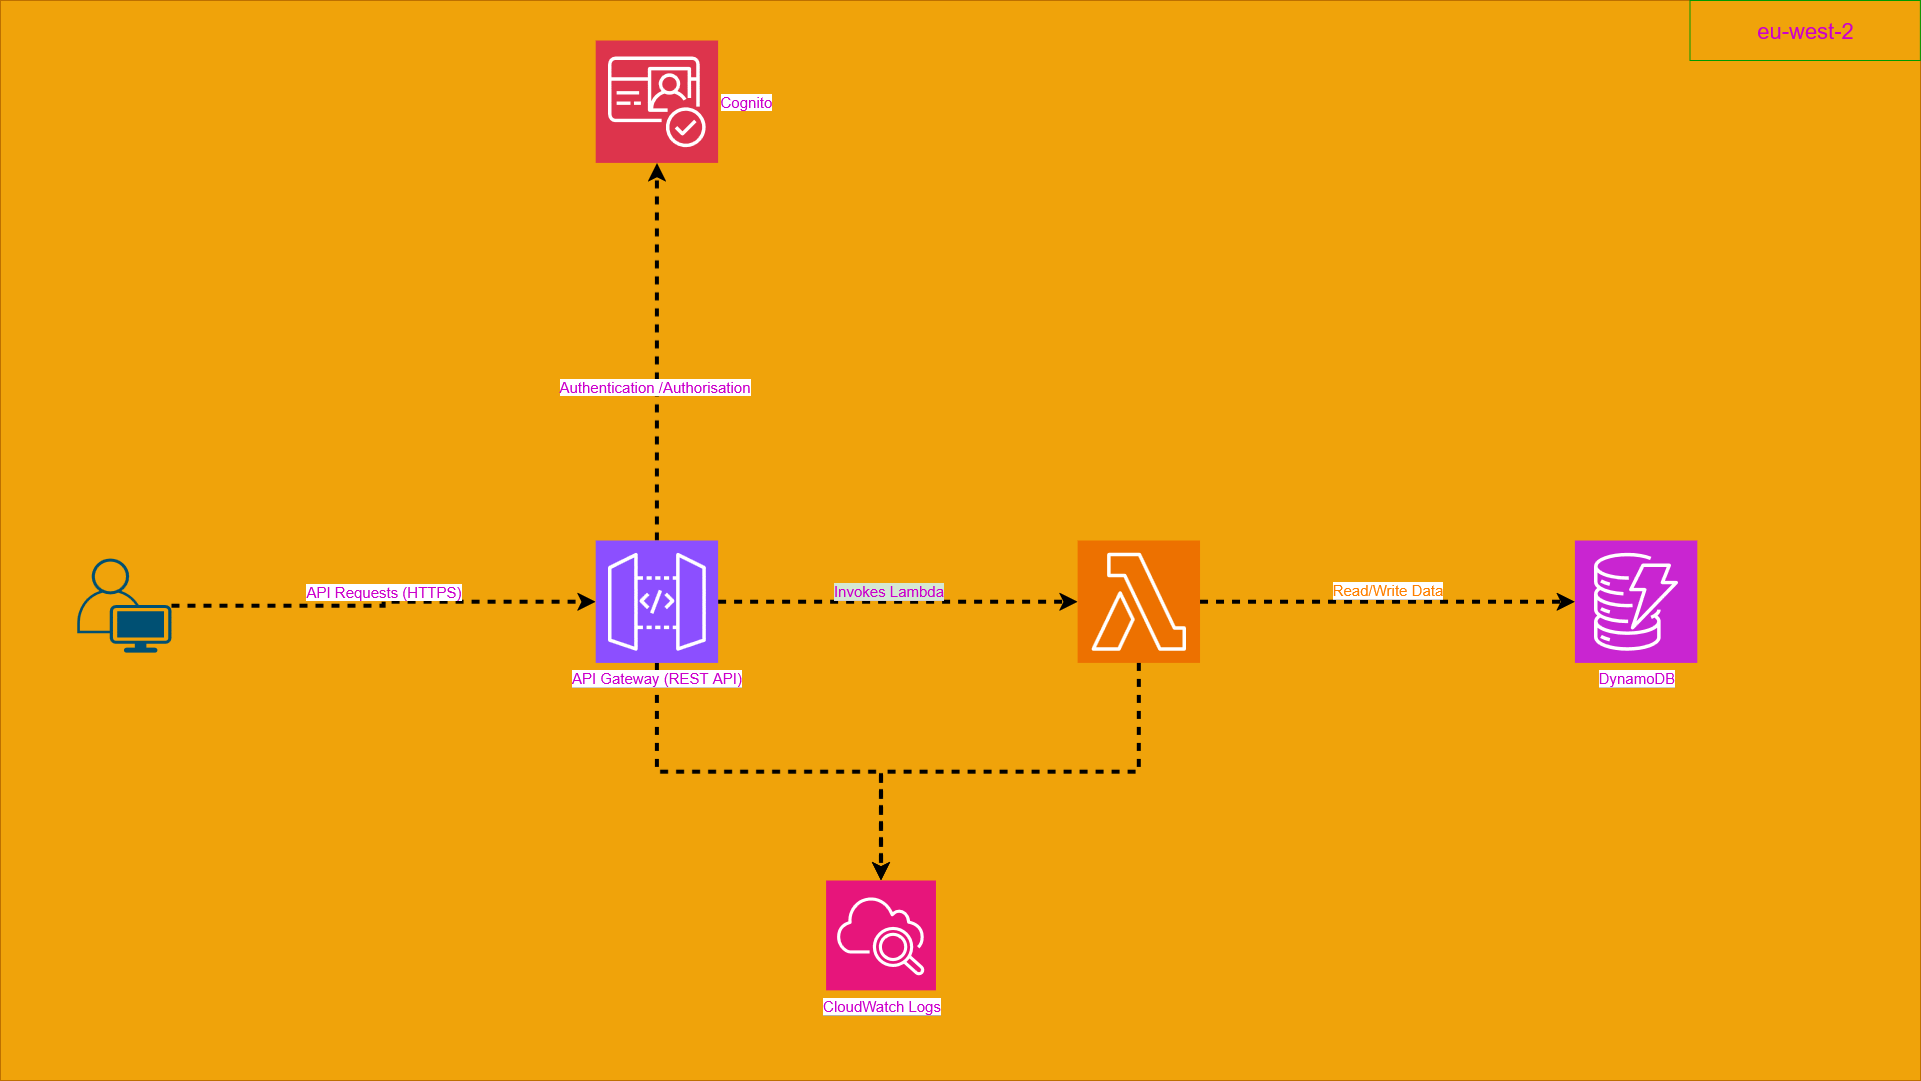 eu-west-2
Cognito
Authentication /Authorisation
API Requests (HTTPS)
Invokes Lambda
Read/Write Data
API Gateway (REST API)
DynamoDB
CloudWatch Logs